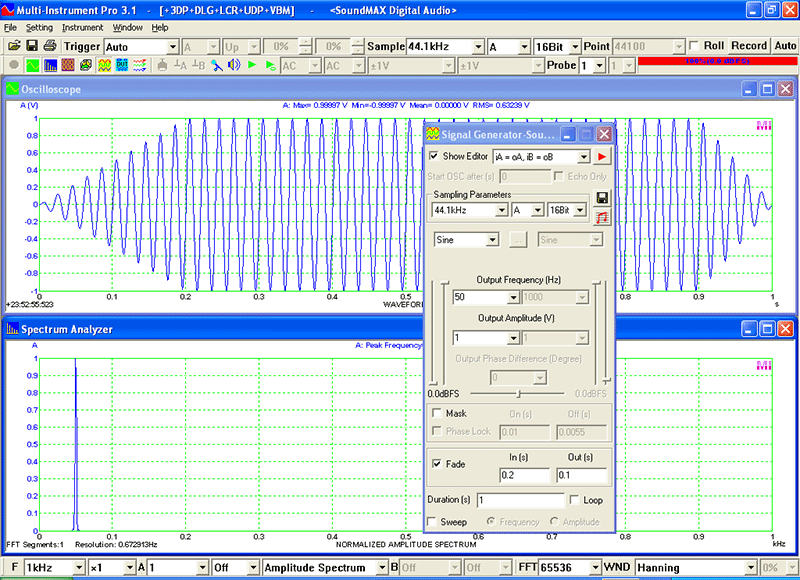 Multi-Instrument Pro 3.1 - [+3DP+DLG+LCR+UDP+VBM] - <SoundMAX Digital Audio>
File Setting Instrument Window Help
Trigger Auto A Up 0% 0% Sample 44.1kHz A 16Bit Point 44100 Roll Record Auto
AC AC ±1V ±1V Probe 1 1
Oscilloscope
A (V) A: Max= 0.99997 V Min=-0.99997 V Mean= 0.00000 V RMS= 0.63239 V
1
0.8
0.6
0.4
0.2
0
-0.2
-0.4
-0.6
-0.8
-1
0 0.1 0.2 0.3 0.4 0.5 0.6 0.7 0.8 0.9 1
+23:52:55:523 WAVEFOR s
Signal Generator-Sou...
Show Editor iA = oA, iB = oB
Start OSC after (s) 0 Echo Only
Sampling Parameters
44.1kHz A 16Bit
Sine ... Sine
Output Frequency (Hz)
50 1000
Output Amplitude (V)
1 1
Output Phase Difference (Degree)
0
0.0dBFS 0.0dBFS
Mask On (s) Off (s)
Phase Lock 0.01 0.0055
Fade In (s) Out (s)
0.2 0.1
Duration (s) 1 Loop
Sweep Frequency Amplitude
Spectrum Analyzer
A A: Peak Frequency
1
0.9
0.8
0.7
0.6
0.5
0.4
0.3
0.2
0.1
0
0 0.1 0.2 0.3 0.4 0.5 0.6 0.7 0.8 0.9 1
FFT Segments:1 Resolution: 0.672913Hz NORMALIZED AMPLITUDE SPECTRUM kHz
F 1kHz ×1 A 1 Off Amplitude Spectrum B Off Off FFT 65536 WND Hanning 0%